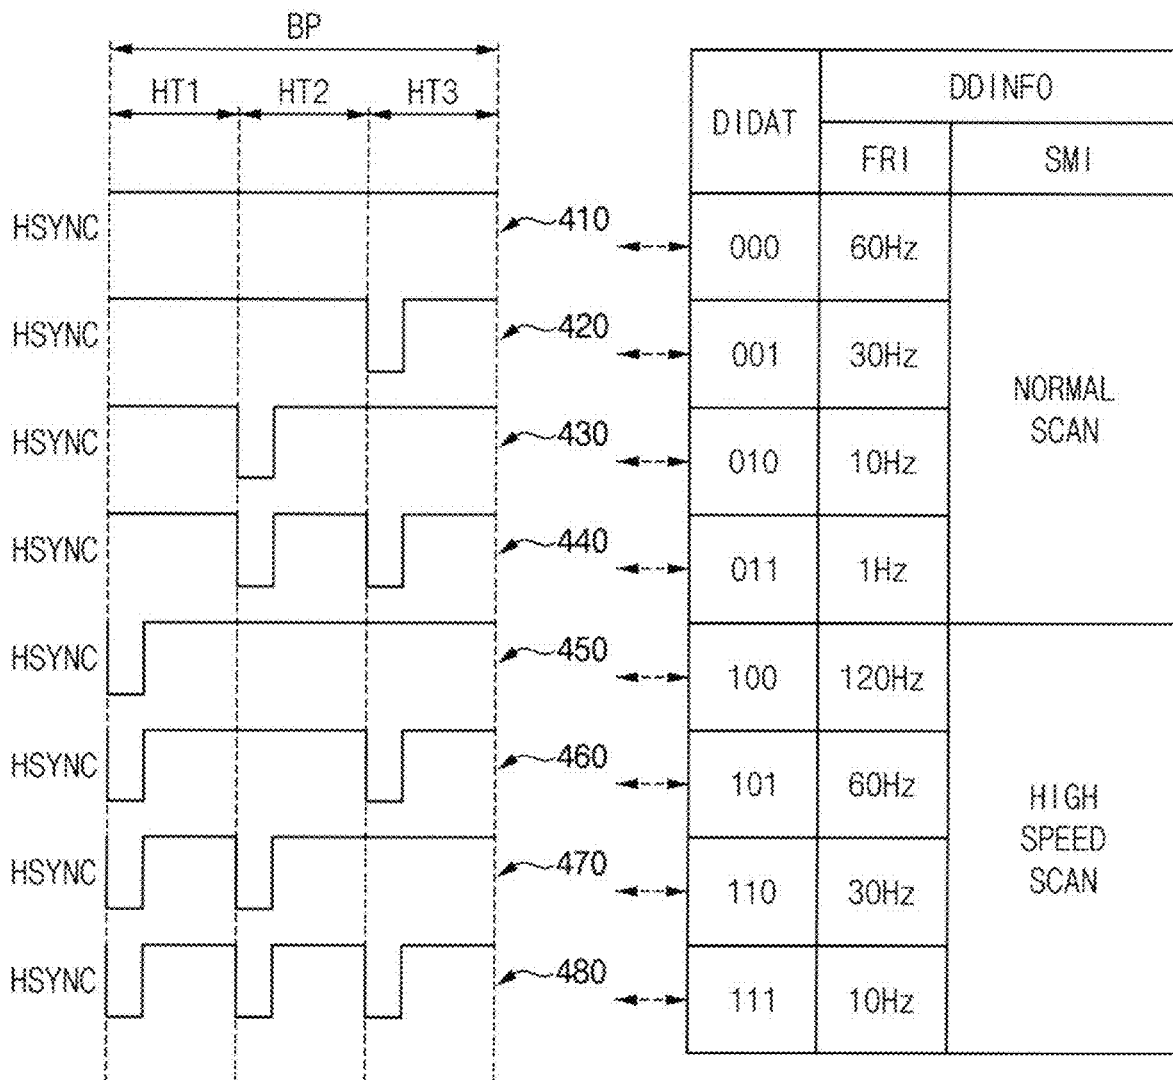 BP
HT1 HT2 HT3
DIDAT
DDINFO
FRI SMI
HSYNC 410 000 60Hz
HSYNC 420 001 30Hz
NORMAL
SCAN
HSYNC 430 010 10Hz
HSYNC 440 011 1Hz
HSYNC 450 100 120Hz
HSYNC 460 101 60Hz
HIGH
SPEED
SCAN
HSYNC 470 110 30Hz
HSYNC 480 111 10Hz